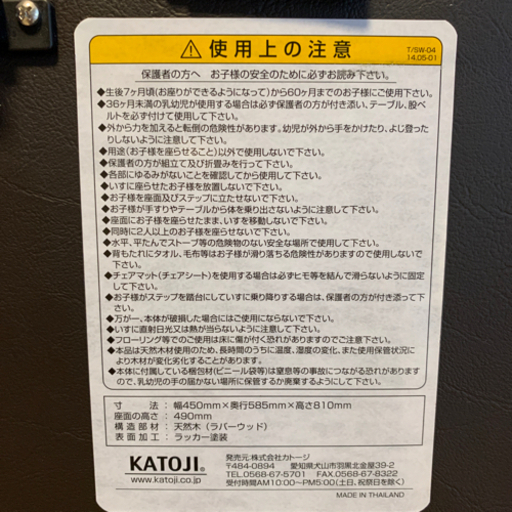 ⚠ 使用上の注意
T/SW-04
14.05-01
保護者の方へ お子様の安全のために必ずお読み下さい。
◆生後7ヶ月頃(お座りができるようになって)から60ヶ月までのお子様にご使用下さい。
◆36ヶ月未満の乳幼児が使用する場合は必ず保護者の方が付き添い、テーブル、股ベ
ルトを必ず付けて下さい。
◆外から力を加えると転倒の危険性があります。幼児が外から手をかけたり、よじ登った
りしないように注意して下さい。
◆用途(お子様を座らせること)以外で使用しないで下さい。
◆保護者の方が組立て及び折畳みを行って下さい。
◆各部にゆるみがないことを確認してから使用して下さい。
◆いすに座らせたお子様を放置しないで下さい。
◆お子様を座面及びステップに立たせないで下さい。
◆お子様が手すりやテーブルから体を乗り出さないように注意して下さい。
◆座面にお子様を座らせたまま、いすを移動しないで下さい。
◆同時に2人以上のお子様を座らせないで下さい。
◆水平、平たんでストーブ等の危険物のない安全な場所で使用して下さい。
◆背もたれにタオル、毛布等はお子様が滑り落ちる危険性がありますので使用しないで
下さい。
◆チェアマット(チェアシート)を使用する場合は必ずヒモ等を結んで滑らないように固定
して下さい。
◆お子様がステップを踏台にしていすに乗り降りする場合は、保護者の方が付き添って下
さい。
◆万が一、本体が破損した場合にはご使用にならないで下さい。
◆いすに直射日光又は熱が当らないように注意して下さい。
◆フローリング等でのご使用は床に傷が付く恐れがありますのでご注意下さい。
◆本品は天然木材使用のため、長時間のうちに温度、湿度の変化、また使用保管状況に
より木材が変化劣化することがあります。
◆本体に付属している梱包材(ビニール袋等)は窒息等の事故につながる恐れがあります
ので、乳幼児の手の届かない場所に保管するか廃棄するようにして下さい。
寸法:幅450mm×奥行585mm×高さ810mm
座面の高さ:490mm
構造部材:天然木(ラバーウッド)
表面加工:ラッカー塗装
KATOJI®
www.katoji.co.jp
発売元:株式会社カトージ
〒484-0894 愛知県犬山市羽黒北金屋39-2
TEL.0568-67-5701 FAX.0568-67-8322
受付時間AM10:00〜PM5:00(土日、祝祭日を除く)
MADE IN THAILAND